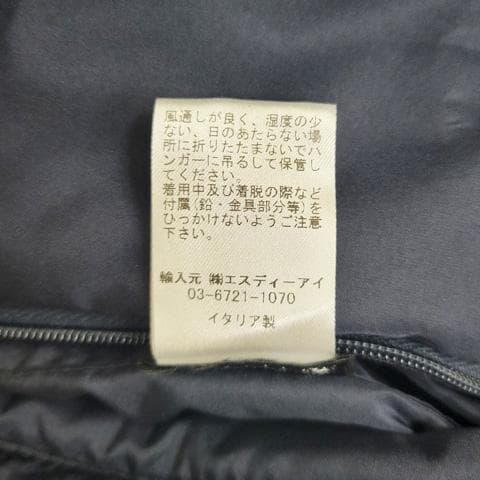 風通しが良く、湿度の少
ない、日のあたらない場
所に折りたたまないでハ
ンガーに吊るして保管し
てください。
着用中及び着脱の際など
付属(鉛・金具部分等)を
ひっかけないようご注意
下さい。
輸入元 ㈱エスディーアイ
03-6721-1070
イタリア製